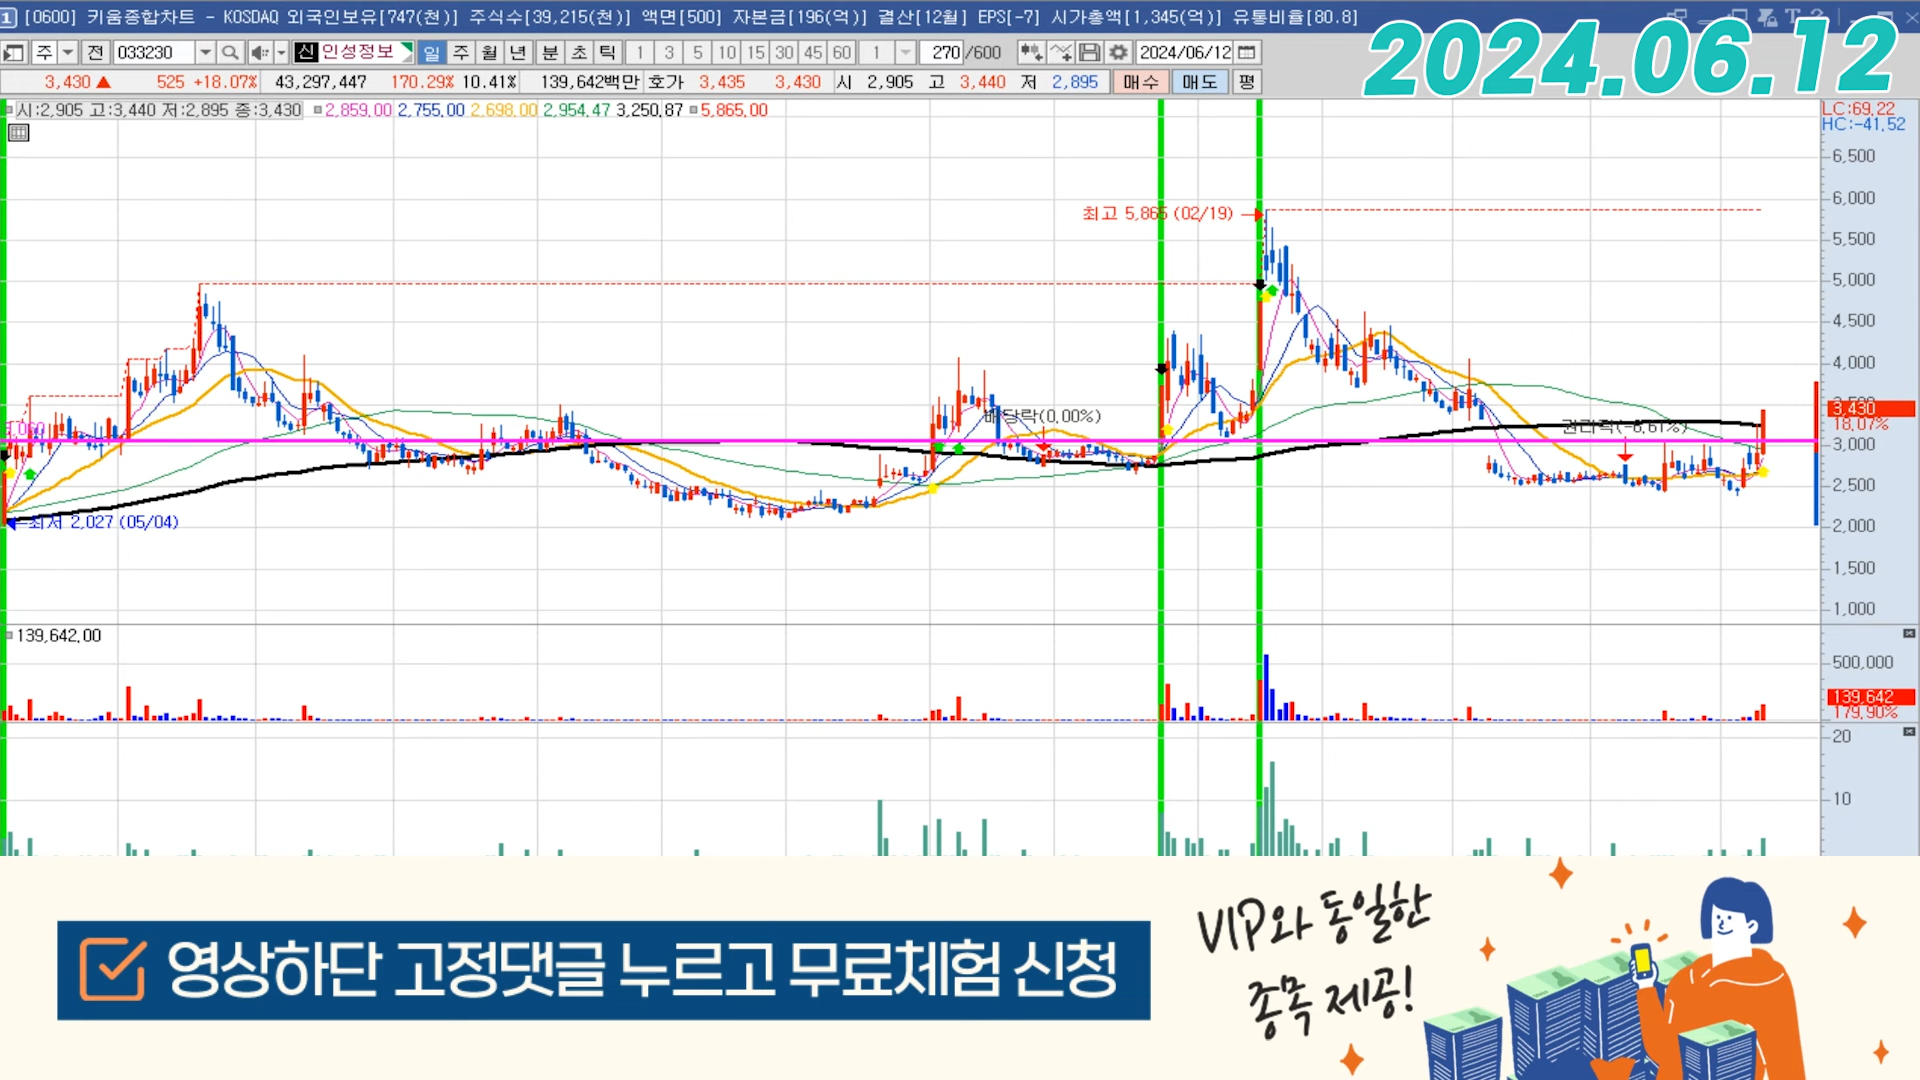 1 [0600] 키움종합차트 - KOSDAQ 외국인보유[747(천)] 주식수[39,215(천)] 액면[500] 자본금[196(억)] 결산[12월] EPS[-7] 시가총액[1,345(억)] 유통비율[80.8]
2024.06.12
주 전 033230 신 인성정보 일 주 월 년 분 초 틱 1 3 5 10 15 30 45 60 1 270 /600 2024/06/12
3,430 ▲ 525 +18.07% 43,297,447 170.29% 10.41% 139,642백만 호가 3,435 3,430 시 2,905 고 3,440 저 2,895 매수 매도 평
시:2,905 고:3,440 저:2,895 종:3,430 2,859.00 2,755.00 2,698.00 2,954.47 3,250.87 5,865.00
LC:69.22
HC:-41.52
6,500
6,000
최고 5,865 (02/19)
5,500
5,000
4,500
4,000
3,430
18.07%
배당락(0.00%)
권리락(-6.61%)
3,000
2,500
최저 2,027 (05/04)
2,000
1,500
1,000
139,642.00
500,000
139,642
179.90%
20
10
영상하단 고정댓글 누르고 무료체험 신청
VIP와 동일한
종목 제공!